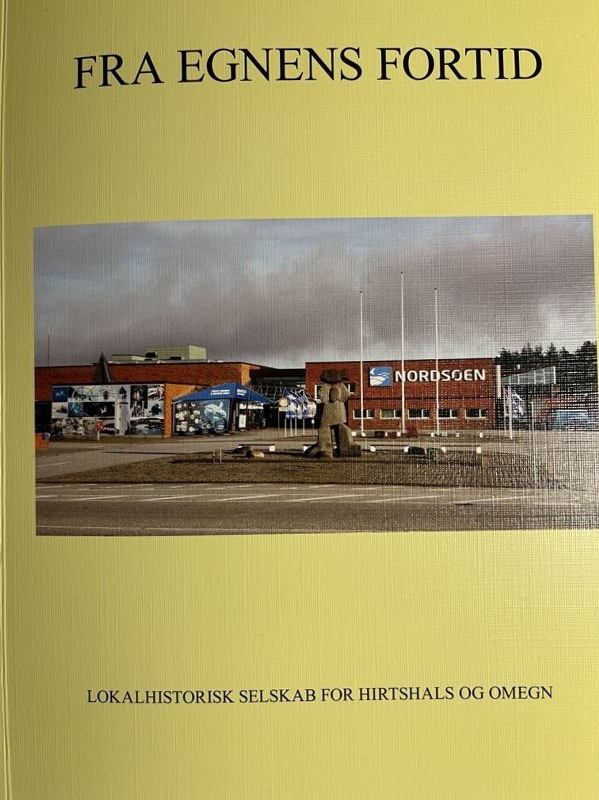 FRA EGNENS FORTID
NORDSØEN
LOKALHISTORISK SELSKAB FOR HIRTSHALS OG OMEGN